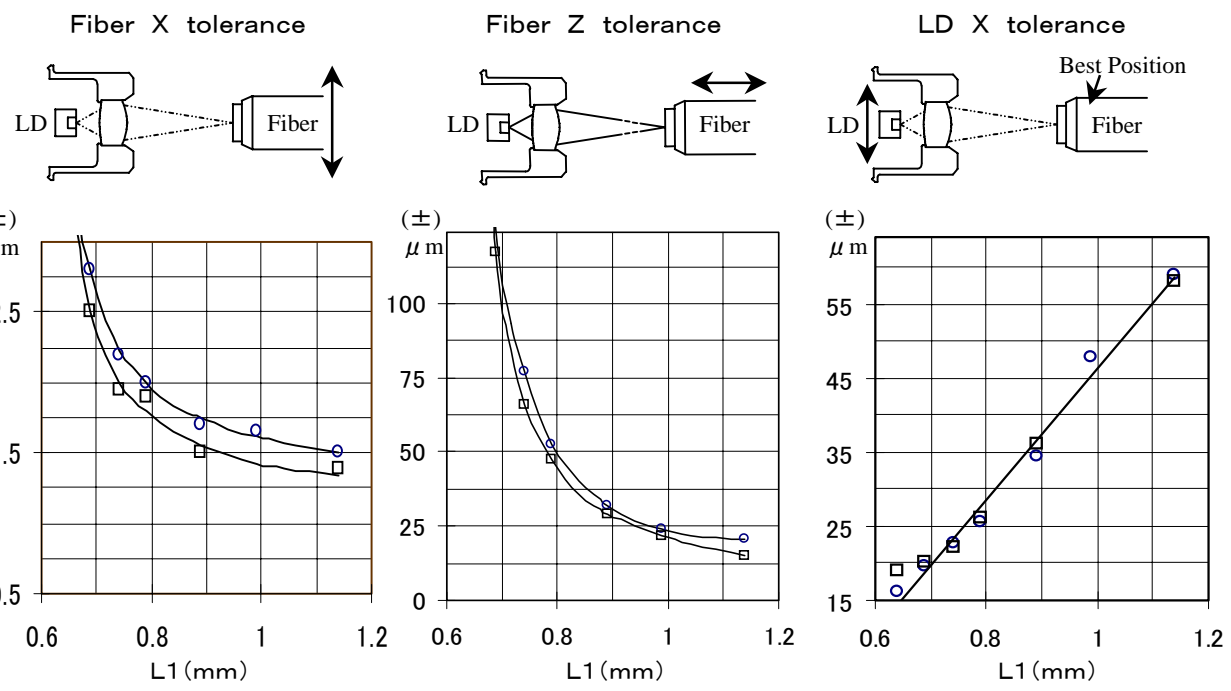 Fiber X tolerance
LD
Fiber
(±)
m
2.5
.5
0.5
0.6 0.8 1 1.2
L1(mm)
Fiber Z tolerance
LD
Fiber
(±)
μm
100
75
50
25
0
0.6 0.8 1 1.2
L1(mm)
LD X tolerance
Best Position
LD
Fiber
(±)
μm
55
45
35
25
15
0.6 0.8 1 1.2
L1(mm)